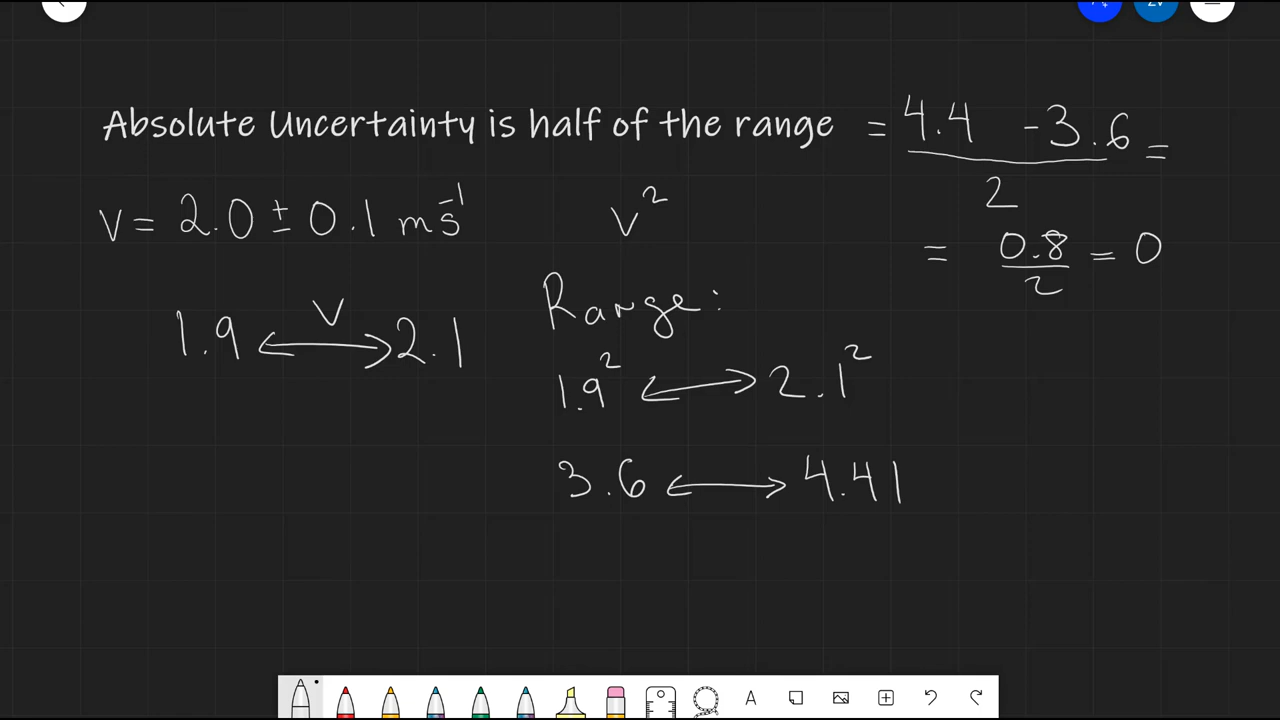 Absolute Uncertainty is half of the range = 4.4 - 3.6 =
2
v = 2.0 ± 0.1 ms⁻¹
v²
= 0.8 = 0
2
1.9 ⟷ 2.1
v
Range:
1.9² ⟷ 2.1²
3.6 ⟷ 4.41
A